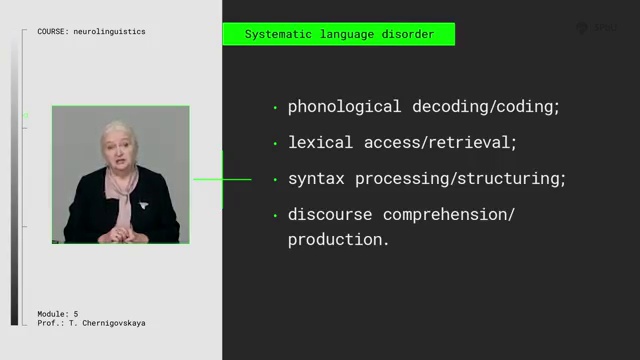 COURSE: neurolinguistics
Systematic language disorder
• phonological decoding/coding;
• lexical access/retrieval;
• syntax processing/structuring;
• discourse comprehension/
production.
Module: 5
Prof.: T. Chernigovskaya